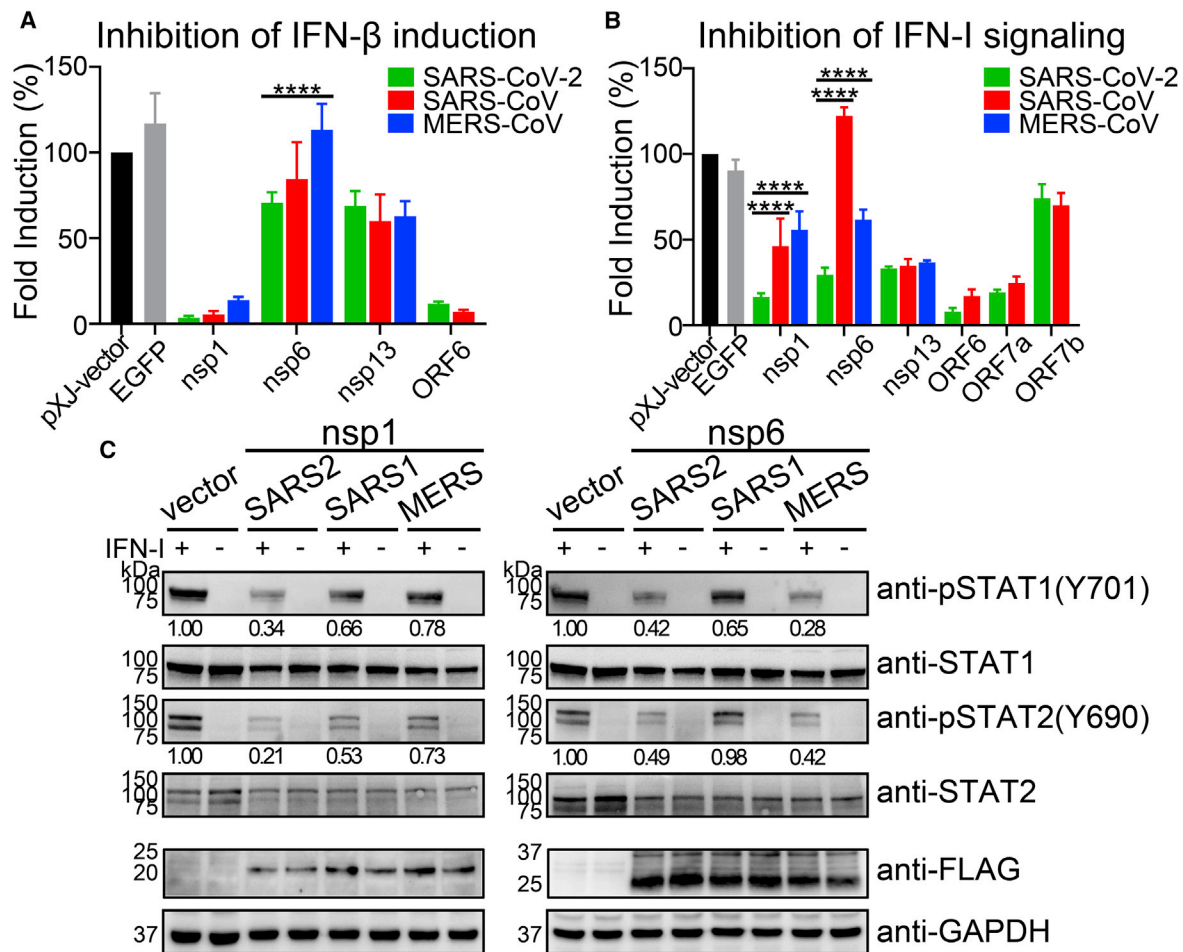 A
Inhibition of IFN-β induction
Fold Induction (%)
150
100
50
0
SARS-CoV-2
SARS-CoV
MERS-CoV
****
pXJ-vector
EGFP
nsp1
nsp6
nsp13
ORF6
B
Inhibition of IFN-I signaling
Fold Induction (%)
150
100
50
0
SARS-CoV-2
SARS-CoV
MERS-CoV
****
****
****
****
pXJ-vector
EGFP
nsp1
nsp6
nsp13
ORF6
ORF7a
ORF7b
C
nsp1
vector SARS2 SARS1 MERS
IFN-I + - + - + - + -
kDa
100
75
1.00 0.34 0.66 0.78
100
75
150
100
75
1.00 0.21 0.53 0.73
150
100
75
25
20
37
nsp6
vector SARS2 SARS1 MERS
+ - + - + - + -
kDa
100
75
anti-pSTAT1(Y701)
1.00 0.42 0.65 0.28
100
75
anti-STAT1
150
100
75
anti-pSTAT2(Y690)
1.00 0.49 0.98 0.42
150
100
75
anti-STAT2
37
25
anti-FLAG
37
anti-GAPDH